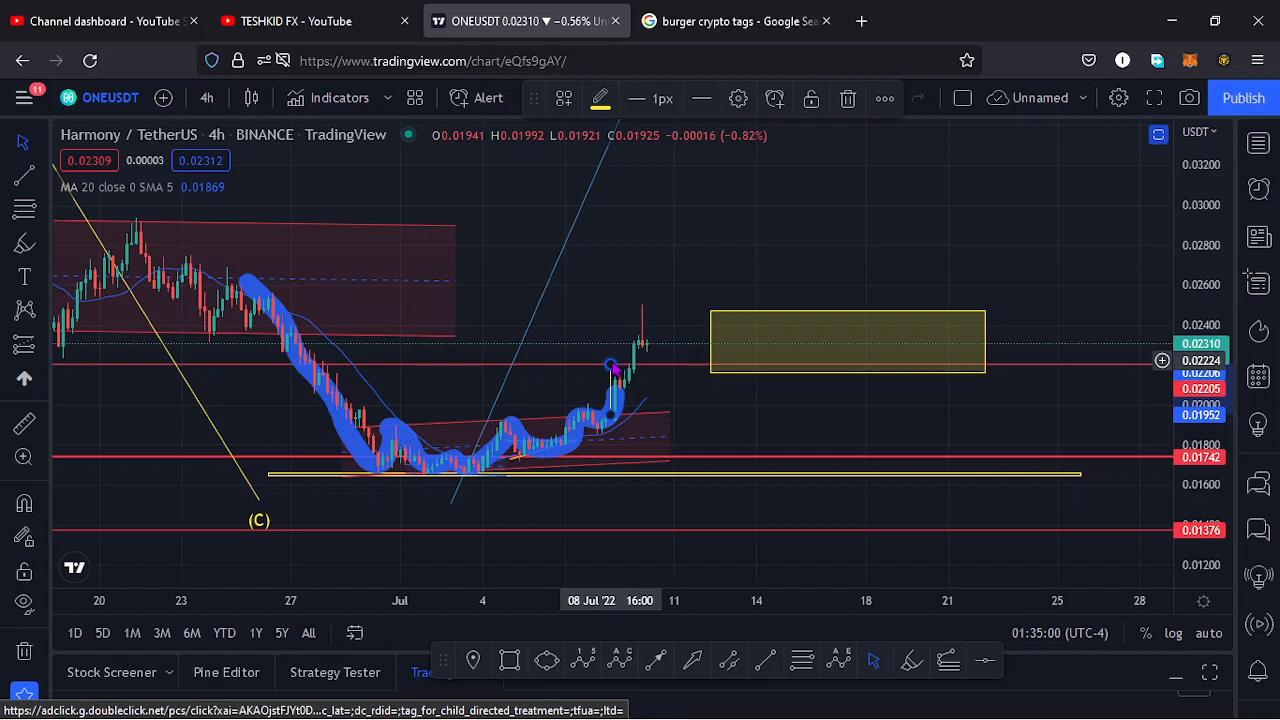 Channel dashboard - YouTube S
TESHKID FX - YouTube
ONEUSDT 0.02310 ▼ −0.56% Un
burger crypto tags - Google Sea
https://www.tradingview.com/chart/eQfs9gAY/
11
ONEUSDT
4h
Indicators
Alert
1px
Unnamed
Publish
Harmony / TetherUS · 4h · BINANCE · TradingView
O0.01941 H0.01992 L0.01921 C0.01925 −0.00016 (−0.82%)
USDT
0.02309
0.00003
0.02312
MA 20 close 0 SMA 5 0.01869
0.03200
0.03000
0.02800
0.02600
0.02400
0.02310
0.02224
0.02206
0.02205
0.02000
0.01952
0.01800
0.01742
0.01600
0.01376
0.01200
(C)
20
23
27
Jul
4
08 Jul '22 16:00
11
14
18
21
25
28
1D
5D
1M
3M
6M
YTD
1Y
5Y
All
01:35:00 (UTC-4)
%
log
auto
Stock Screener
Pine Editor
Strategy Tester
https://adclick.g.doubleclick.net/pcs/click?xai=AKAOjstFJYt0D…c_lat=;dc_rdid=;tag_for_child_directed_treatment=;tfua=;ltd=